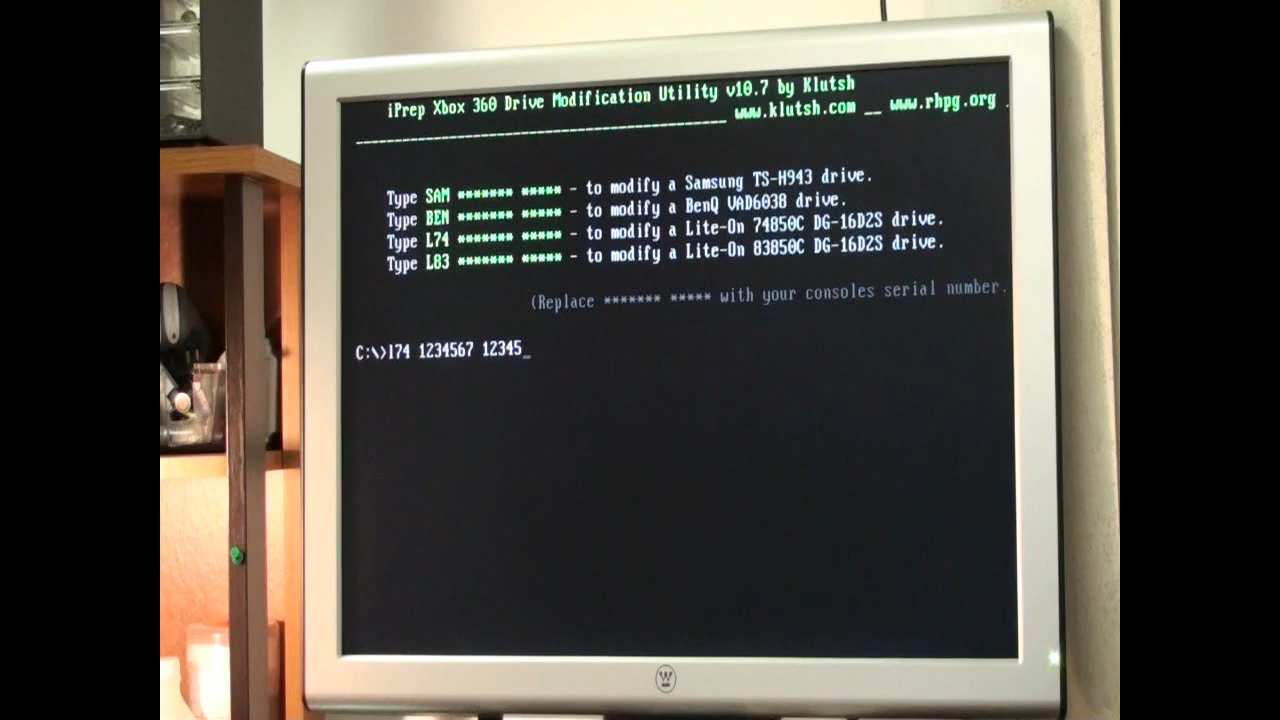 iPrep Xbox 360 Drive Modification Utility v10.7 by Klutsh
www.klutsh.com __ www.rhpg.org .
Type SAM ******* ***** - to modify a Samsung TS-H943 drive.
Type BEN ******* ***** - to modify a BenQ VAD6038 drive.
Type L74 ******* ***** - to modify a Lite-On 74850C DG-16D2S drive.
Type L83 ******* ***** - to modify a Lite-On 83850C DG-16D2S drive.
(Replace ******* ***** with your consoles serial number.
C:\>l74 1234567 12345_
W